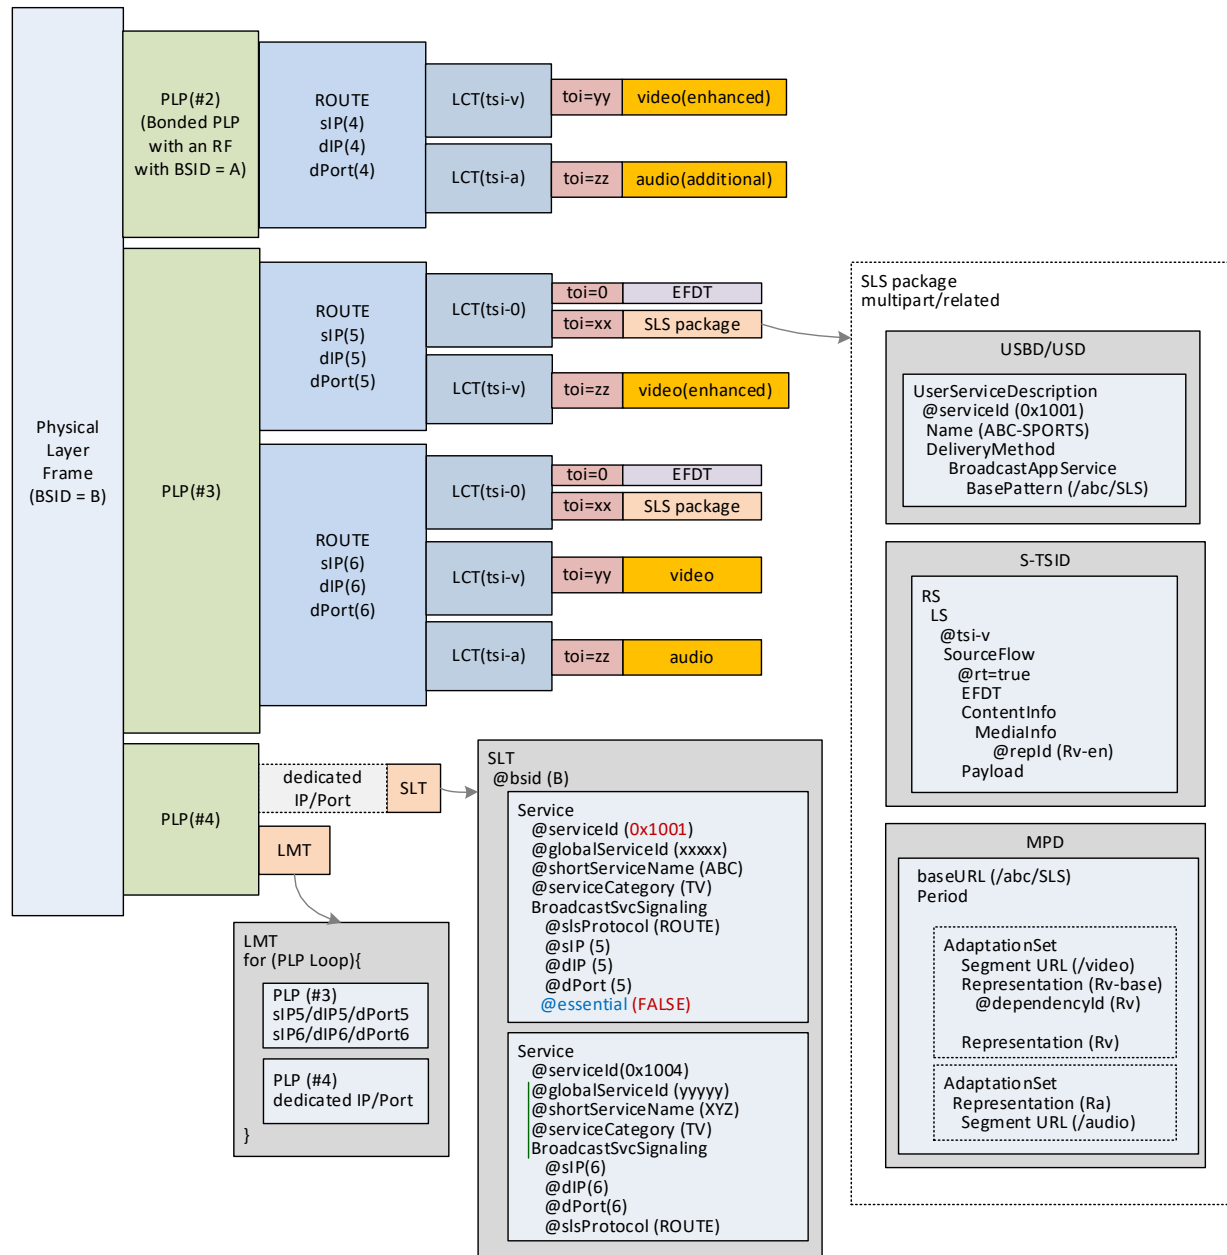 Physical
Layer
Frame
(BSID = B)
PLP(#2)
(Bonded PLP
with an RF
with BSID = A)
ROUTE
sIP(4)
dIP(4)
dPort(4)
LCT(tsi-v)
toi=yy
video(enhanced)
LCT(tsi-a)
toi=zz
audio(additional)
PLP(#3)
ROUTE
sIP(5)
dIP(5)
dPort(5)
LCT(tsi-0)
toi=0
EFDT
toi=xx
SLS package
LCT(tsi-v)
toi=zz
video(enhanced)
ROUTE
sIP(6)
dIP(6)
dPort(6)
LCT(tsi-0)
toi=0
EFDT
toi=xx
SLS package
LCT(tsi-v)
toi=yy
video
LCT(tsi-a)
toi=zz
audio
PLP(#4)
dedicated
IP/Port
SLT
LMT
LMT
for (PLP Loop){
PLP (#3)
sIP5/dIP5/dPort5
sIP6/dIP6/dPort6
PLP (#4)
dedicated IP/Port
}
SLT
@bsid (B)
Service
@serviceId (0x1001)
@globalServiceId (xxxxx)
@shortServiceName (ABC)
@serviceCategory (TV)
BroadcastSvcSignaling
@slsProtocol (ROUTE)
@sIP (5)
@dIP (5)
@dPort (5)
@essential (FALSE)
Service
@serviceId(0x1004)
@globalServiceId (yyyyy)
@shortServiceName (XYZ)
@serviceCategory (TV)
BroadcastSvcSignaling
@sIP(6)
@dIP(6)
@dPort(6)
@slsProtocol (ROUTE)
SLS package
multipart/related
USBD/USD
UserServiceDescription
@serviceId (0x1001)
Name (ABC-SPORTS)
DeliveryMethod
BroadcastAppService
BasePattern (/abc/SLS)
S-TSID
RS
LS
@tsi-v
SourceFlow
@rt=true
EFDT
ContentInfo
MediaInfo
@repId (Rv-en)
Payload
MPD
baseURL (/abc/SLS)
Period
AdaptationSet
Segment URL (/video)
Representation (Rv-base)
@dependencyId (Rv)
Representation (Rv)
AdaptationSet
Representation (Ra)
Segment URL (/audio)